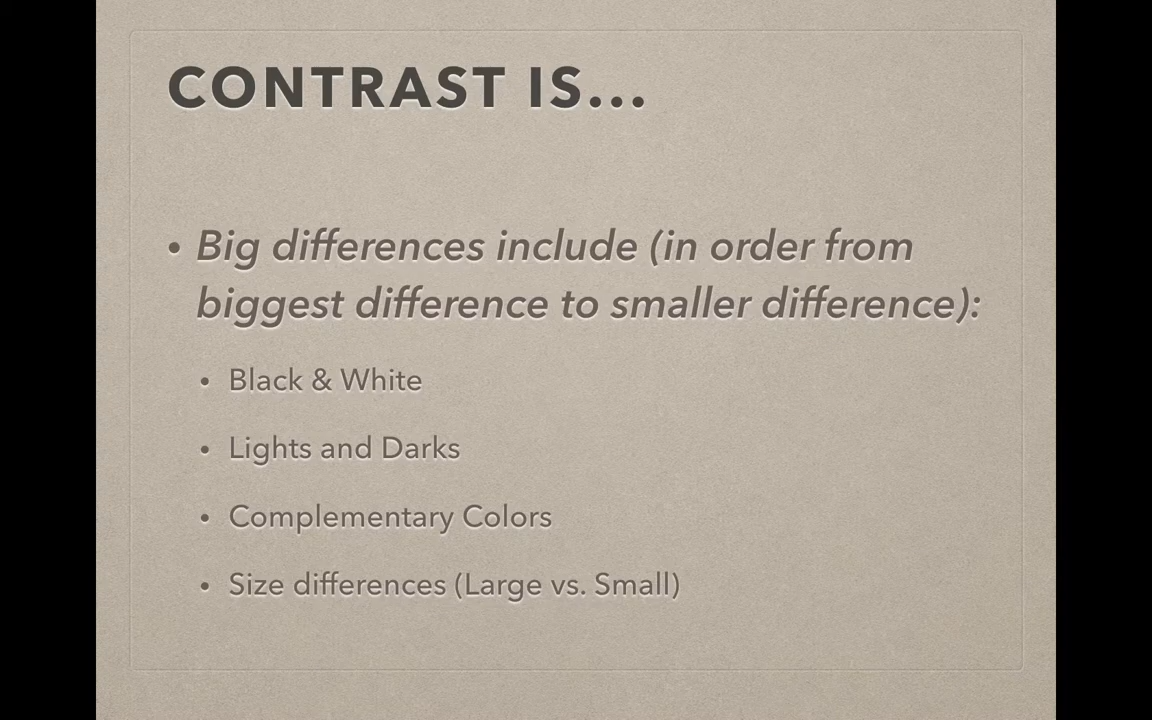 CONTRAST IS...
• Big differences include (in order from
biggest difference to smaller difference):
• Black & White
• Lights and Darks
• Complementary Colors
• Size differences (Large vs. Small)